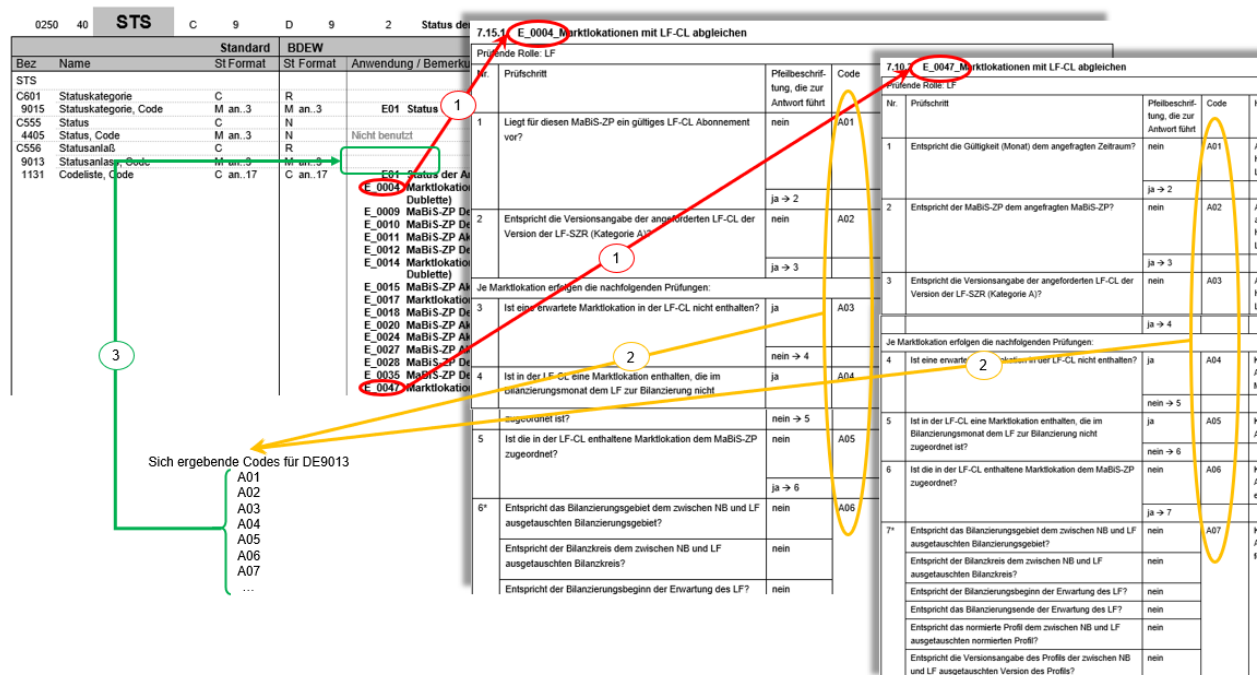 0250 40 STS C 9 D 9 2 Status der
Standard BDEW
Bez Name St Format St Format Anwendung / Bemerku
STS
C601 Statuskategorie C R
9015 Statuskategorie, Code M an..3 M an..3 E01 Status
C555 Status C N
4405 Status, Code M an..3 N Nicht benutzt
C556 Statusanlaß C R
9013 Statusanlass, Code M an..3 M an..3
1131 Codeliste, Code C an..17 C an..17 E01 Status der An
E_0004 Marktlokation
Dublette)
E_0009 MaBiS-ZP De
E_0010 MaBiS-ZP De
E_0011 MaBiS-ZP Ak
E_0012 MaBiS-ZP De
E_0014 Marktlokation
Dublette)
E_0015 MaBiS-ZP Ak
E_0017 Marktlokation
E_0018 MaBiS-ZP De
E_0020 MaBiS-ZP Ak
E_0024 MaBiS-ZP Ak
E_0027 MaBiS-ZP Ak
E_0028 MaBiS-ZP De
E_0035 MaBiS-ZP Ak
E_0047 Marktlokation
1
1
2
2
3
Sich ergebende Codes für DE9013
A01
A02
A03
A04
A05
A06
A07
...
7.15.1 E_0004_Marktlokationen mit LF-CL abgleichen
Prüfende Rolle: LF
Nr. Prüfschritt Pfeilbeschrif- Code
tung, die zur
Antwort führt
1 Liegt für diesen MaBiS-ZP ein gültiges LF-CL Abonnement nein A01
vor?
ja → 2
2 Entspricht die Versionsangabe der angeforderten LF-CL der nein A02
Version der LF-SZR (Kategorie A)?
ja → 3
Je Marktlokation erfolgen die nachfolgenden Prüfungen:
3 Ist eine erwartete Marktlokation in der LF-CL nicht enthalten? ja A03
nein → 4
4 Ist in der LF-CL eine Marktlokation enthalten, die im ja A04
Bilanzierungsmonat dem LF zur Bilanzierung nicht
zugeordnet ist? nein → 5
5 Ist die in der LF-CL enthaltene Marktlokation dem MaBiS-ZP nein A05
zugeordnet?
ja → 6
6* Entspricht das Bilanzierungsgebiet dem zwischen NB und LF nein A06
ausgetauschten Bilanzierungsgebiet?
Entspricht der Bilanzkreis dem zwischen NB und LF nein
ausgetauschten Bilanzkreis?
Entspricht der Bilanzierungsbeginn der Erwartung des LF? nein
7.10. E_0047_Marktlokationen mit LF-CL abgleichen
Prüfende Rolle: LF
Nr. Prüfschritt Pfeilbeschrif- Code
tung, die zur
Antwort führt
1 Entspricht die Gültigkeit (Monat) dem angefragten Zeitraum? nein A01
ja → 2
2 Entspricht der MaBiS-ZP dem angefragten MaBiS-ZP? nein A02
ja → 3
3 Entspricht die Versionsangabe der angeforderten LF-CL der nein A03
Version der LF-SZR (Kategorie A)?
ja → 4
Je Marktlokation erfolgen die nachfolgenden Prüfungen:
4 Ist eine erwartete Marktlokation in der LF-CL nicht enthalten? ja A04
nein → 5
5 Ist in der LF-CL eine Marktlokation enthalten, die im ja A05
Bilanzierungsmonat dem LF zur Bilanzierung nicht
zugeordnet ist? nein → 6
6 Ist die in der LF-CL enthaltene Marktlokation dem MaBiS-ZP nein A06
zugeordnet?
ja → 7
7* Entspricht das Bilanzierungsgebiet dem zwischen NB und LF nein A07
ausgetauschten Bilanzierungsgebiet?
Entspricht der Bilanzkreis dem zwischen NB und LF nein
ausgetauschten Bilanzkreis?
Entspricht der Bilanzierungsbeginn der Erwartung des LF? nein
Entspricht das Bilanzierungsende der Erwartung des LF? nein
Entspricht das normierte Profil dem zwischen NB und LF nein
ausgetauschten normierten Profil?
Entspricht die Versionsangabe des Profils der zwischen NB nein
und LF ausgetauschten Version des Profils?